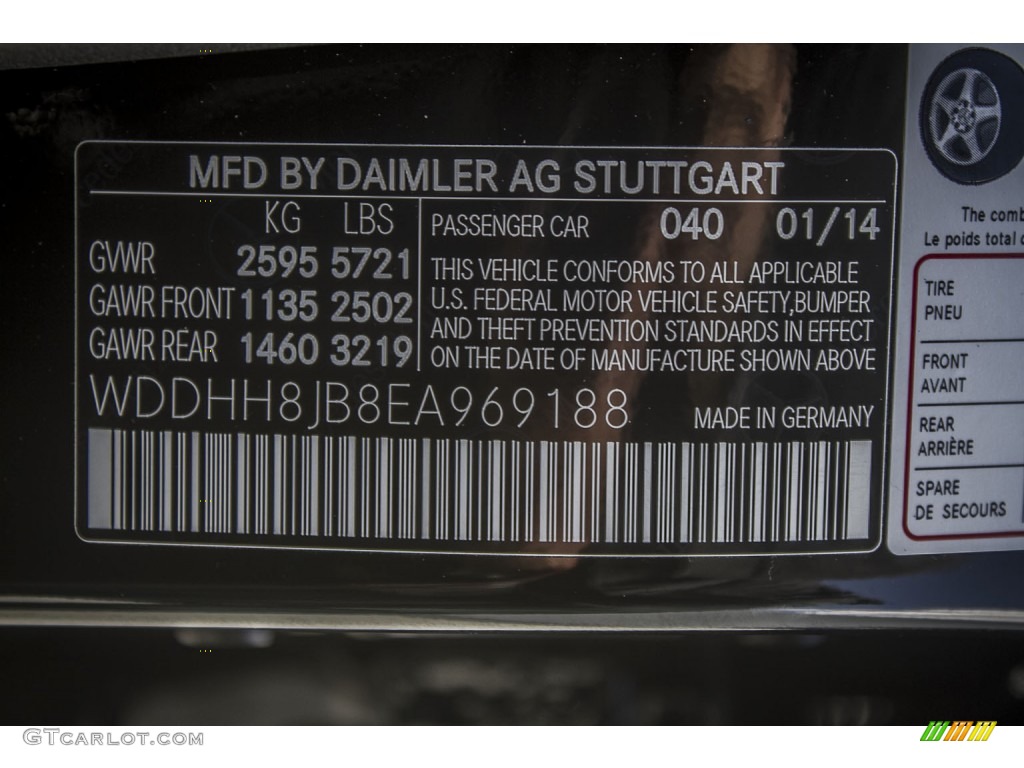 MFD BY DAIMLER AG STUTTGART
KG LBS
GVWR 2595 5721
GAWR FRONT 1135 2502
GAWR REAR 1460 3219
PASSENGER CAR 040 01/14
THIS VEHICLE CONFORMS TO ALL APPLICABLE
U.S. FEDERAL MOTOR VEHICLE SAFETY,BUMPER
AND THEFT PREVENTION STANDARDS IN EFFECT
ON THE DATE OF MANUFACTURE SHOWN ABOVE
WDDHH8JB8EA969188 MADE IN GERMANY
The comb
Le poids total
TIRE
PNEU
FRONT
AVANT
REAR
ARRIÈRE
SPARE
DE SECOURS
GTCARLOT.COM